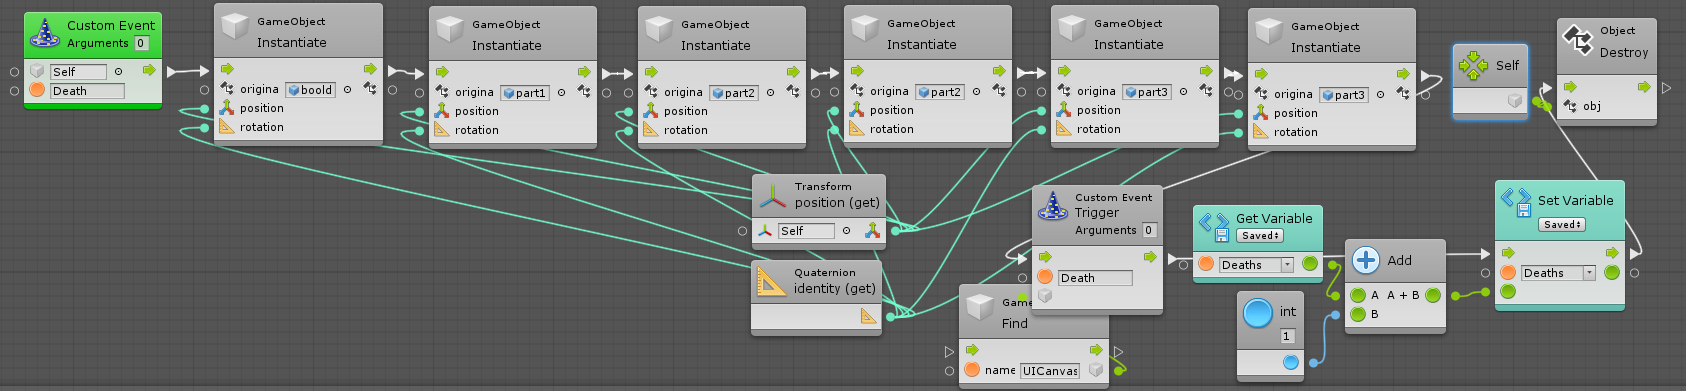 Custom Event
Arguments 0
Self
Death
GameObject
Instantiate
origina boold
position
rotation
GameObject
Instantiate
origina part1
position
rotation
GameObject
Instantiate
origina part2
position
rotation
GameObject
Instantiate
origina part2
position
rotation
GameObject
Instantiate
origina part3
position
rotation
GameObject
Instantiate
origina part3
position
rotation
Self
Object
Destroy
obj
Transform
position (get)
Self
Quaternion
identity (get)
Custom Event
Trigger
Arguments 0
Death
Game
Find
name UICanvas
Get Variable
Saved
Deaths
int
1
Add
A A + B
B
Set Variable
Saved
Deaths